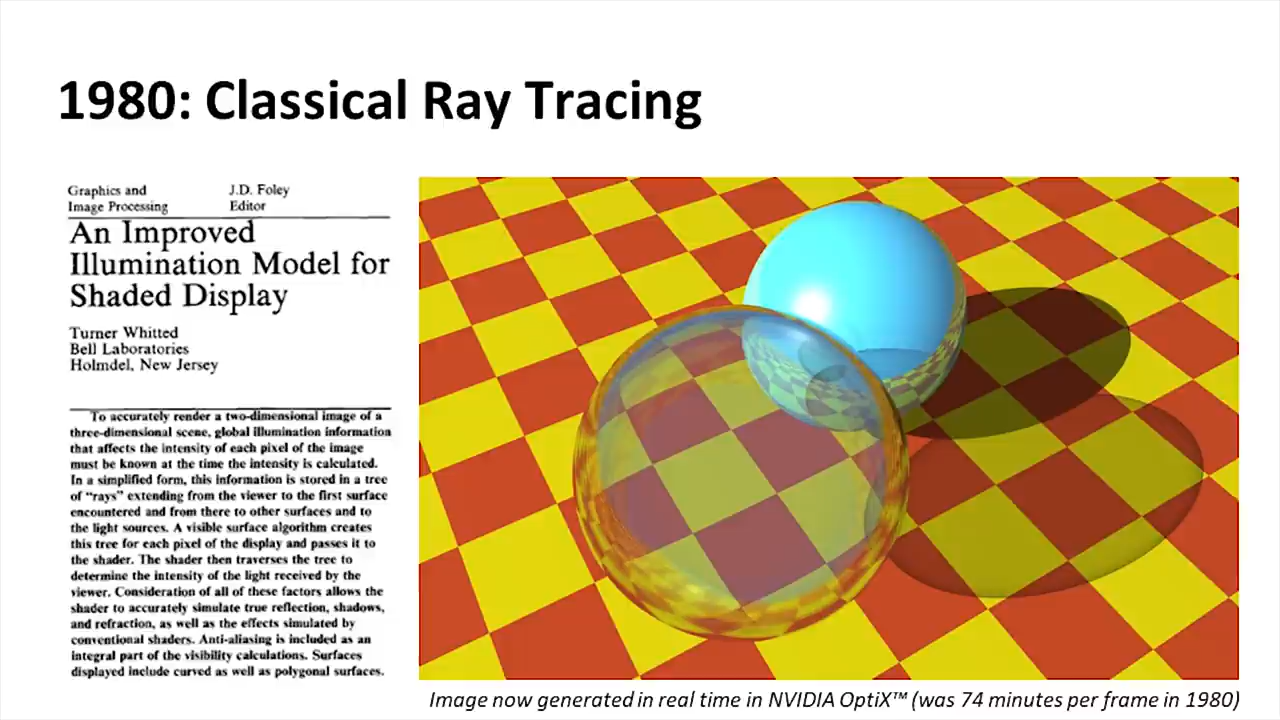 1980: Classical Ray Tracing
Graphics and J.D. Foley
Image Processing Editor
An Improved
Illumination Model for
Shaded Display
Turner Whitted
Bell Laboratories
Holmdel, New Jersey
To accurately render a two-dimensional image of a
three-dimensional scene, global illumination information
that affects the intensity of each pixel of the image
must be known at the time the intensity is calculated.
In a simplified form, this information is stored in a tree
of “rays” extending from the viewer to the first surface
encountered and from there to other surfaces and to
the light sources. A visible surface algorithm creates
this tree for each pixel of the display and passes it to
the shader. The shader then traverses the tree to
determine the intensity of the light received by the
viewer. Consideration of all of these factors allows the
shader to accurately simulate true reflection, shadows,
and refraction, as well as the effects simulated by
conventional shaders. Anti-aliasing is included as an
integral part of the visibility calculations. Surfaces
displayed include curved as well as polygonal surfaces.
Image now generated in real time in NVIDIA OptiX™ (was 74 minutes per frame in 1980)